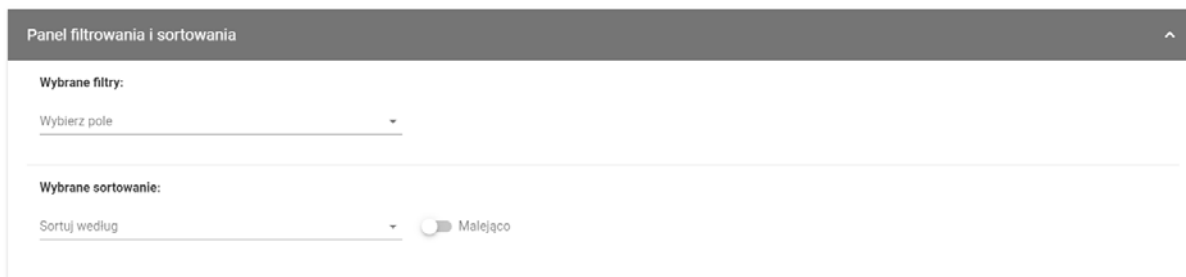 Panel filtrowania i sortowania
Wybrane filtry:
Wybierz pole
Wybrane sortowanie:
Sortuj według
Malejąco